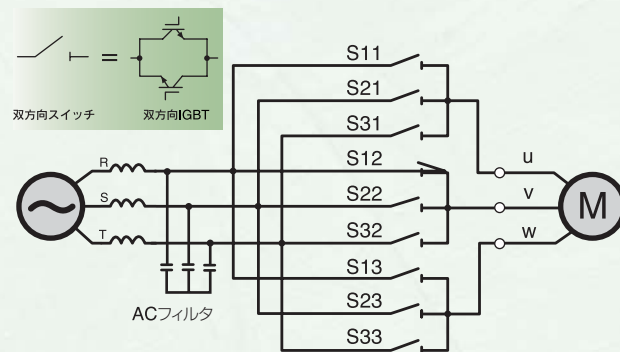 双方向スイッチ
双方向IGBT
S11
S21
S31
S12
S22
S32
S13
S23
S33
R
S
T
ACフィルタ
u
v
w
M